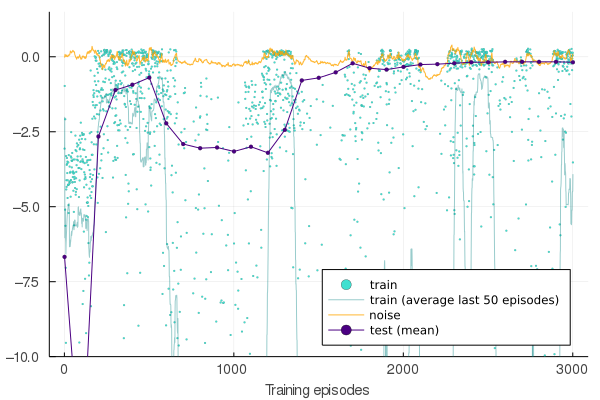 0.0
−2.5
−5.0
−7.5
−10.0
0
1000
2000
3000
Training episodes
train
train (average last 50 episodes)
noise
test (mean)